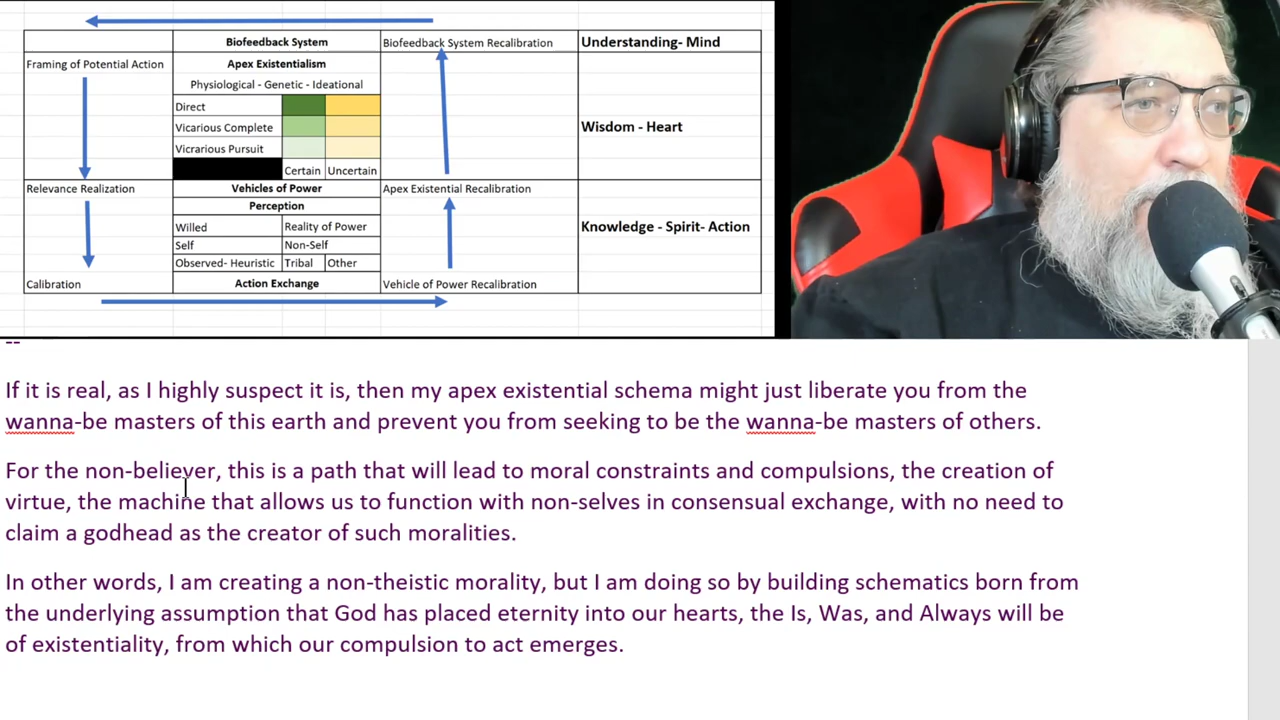 Biofeedback System Biofeedback System Recalibration Understanding- Mind
Framing of Potential Action Apex Existentialism
Physiological - Genetic - Ideational
Direct
Vicarious Complete Wisdom - Heart
Vicrarious Pursuit
Certain Uncertain
Relevance Realization Vehicles of Power Apex Existential Recalibration
Perception
Willed Reality of Power Knowledge - Spirit- Action
Self Non-Self
Observed- Heuristic Tribal Other
Calibration Action Exchange Vehicle of Power Recalibration
--
If it is real, as I highly suspect it is, then my apex existential schema might just liberate you from the
wanna-be masters of this earth and prevent you from seeking to be the wanna-be masters of others.
For the non-believer, this is a path that will lead to moral constraints and compulsions, the creation of
virtue, the machine that allows us to function with non-selves in consensual exchange, with no need to
claim a godhead as the creator of such moralities.
In other words, I am creating a non-theistic morality, but I am doing so by building schematics born from
the underlying assumption that God has placed eternity into our hearts, the Is, Was, and Always will be
of existentiality, from which our compulsion to act emerges.